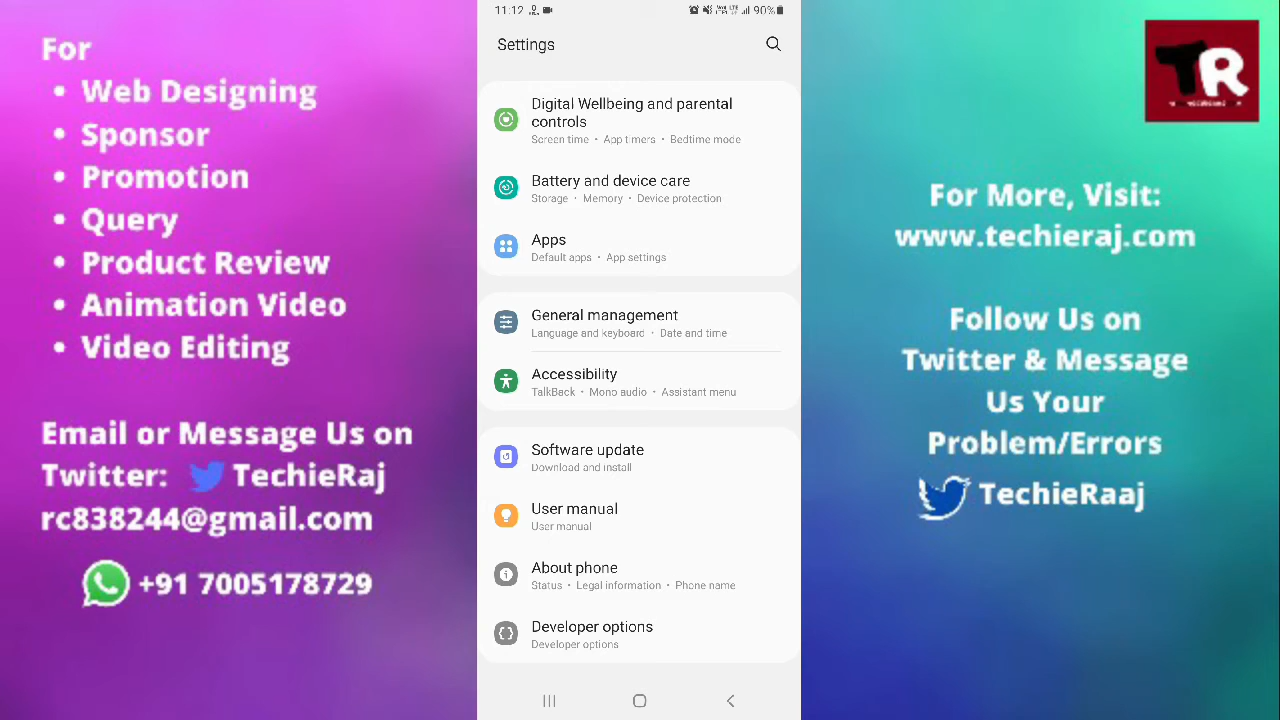 For
• Web Designing
• Sponsor
• Promotion
• Query
• Product Review
• Animation Video
• Video Editing
Email or Message Us on
Twitter: TechieRaj
rc838244@gmail.com
+91 7005178729
11:12
90%
Settings
Digital Wellbeing and parental
controls
Screen time • App timers • Bedtime mode
Battery and device care
Storage • Memory • Device protection
Apps
Default apps • App settings
General management
Language and keyboard • Date and time
Accessibility
TalkBack • Mono audio • Assistant menu
Software update
Download and install
User manual
User manual
About phone
Status • Legal information • Phone name
Developer options
Developer options
TR
For More, Visit:
www.techieraj.com
Follow Us on
Twitter & Message
Us Your
Problem/Errors
TechieRaaj